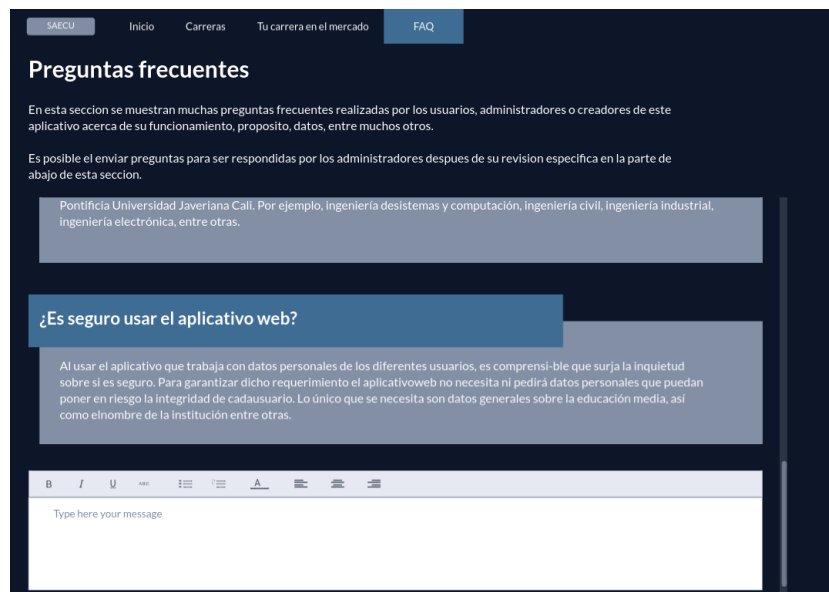 SAECU Inicio Carreras Tu carrera en el mercado FAQ
Preguntas frecuentes
En esta seccion se muestran muchas preguntas frecuentes realizadas por los usuarios, administradores o creadores de este
aplicativo acerca de su funcionamiento, proposito, datos, entre muchos otros.
Es posible el enviar preguntas para ser respondidas por los administradores despues de su revision especifica en la parte de
abajo de esta seccion.
Pontificia Universidad Javeriana Cali. Por ejemplo, ingeniería desistemas y computación, ingeniería civil, ingeniería industrial,
ingeniería electrónica, entre otras.
¿Es seguro usar el aplicativo web?
Al usar el aplicativo que trabaja con datos personales de los diferentes usuarios, es comprensi-ble que surja la inquietud
sobre si es seguro. Para garantizar dicho requerimiento el aplicativoweb no necesita ni pedirá datos personales que puedan
poner en riesgo la integridad de cadausuario. Lo único que se necesita son datos generales sobre la educación media, así
como elnombre de la institución entre otras.
B I U ABC A
Type here your message